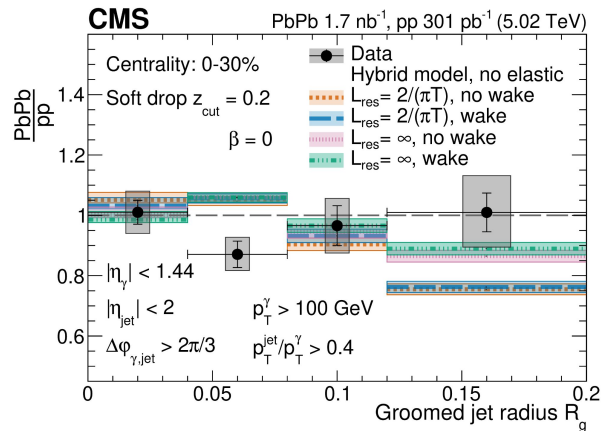 CMS
PbPb 1.7 nb⁻¹, pp 301 pb⁻¹ (5.02 TeV)
Centrality: 0-30%
Soft drop z_cut = 0.2
β = 0
Data
Hybrid model, no elastic
L_res = 2/(πT), no wake
L_res = 2/(πT), wake
L_res = ∞, no wake
L_res = ∞, wake
PbPb
pp
1.4
1.2
1
0.8
0.6
|η_γ| < 1.44
|η_jet| < 2
Δφ_γ,jet > 2π/3
p_T^γ > 100 GeV
p_T^jet/p_T^γ > 0.4
0 0.05 0.1 0.15 0.2
Groomed jet radius R_g